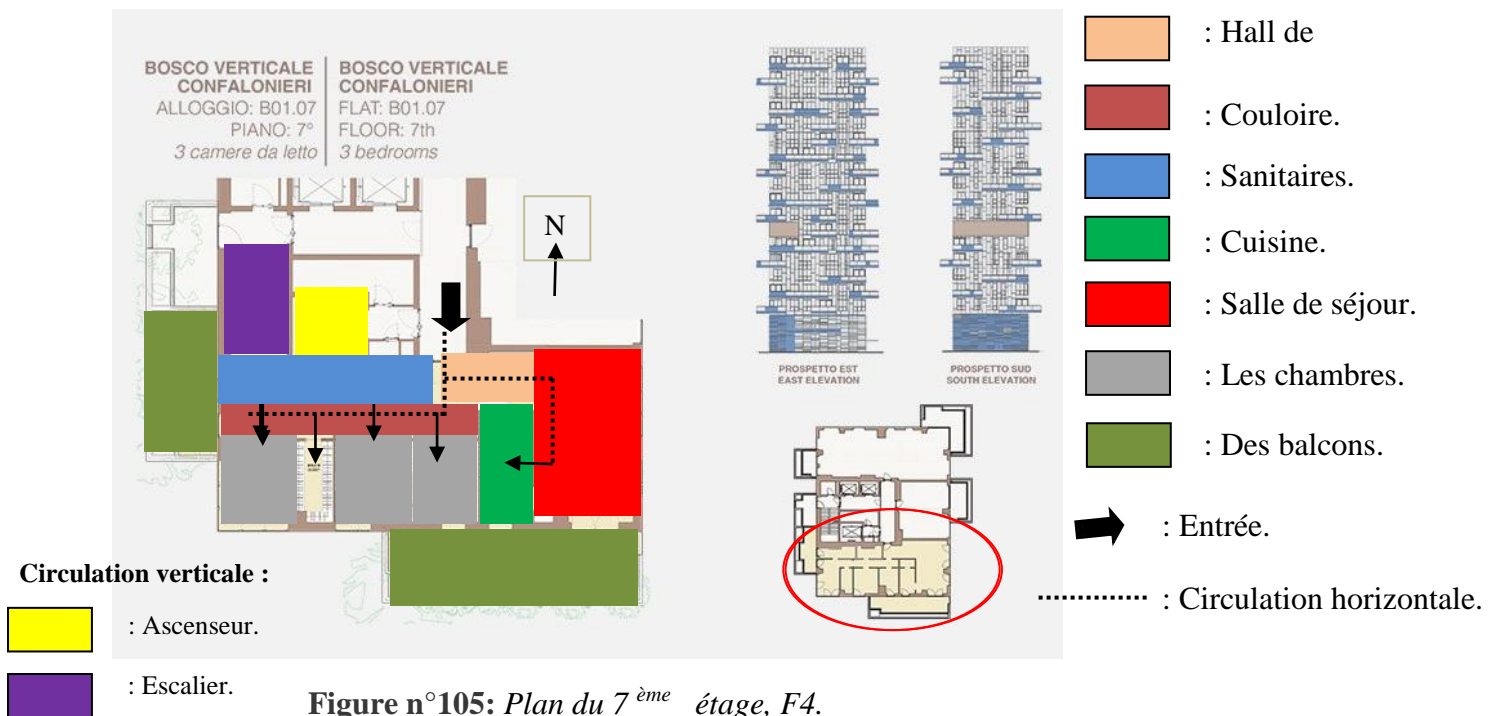 BOSCO VERTICALE
CONFALONIERI
ALLOGGIO: B01.07
PIANO: 7°
3 camere da letto
BOSCO VERTICALE
CONFALONIERI
FLAT: B01.07
FLOOR: 7th
3 bedrooms
N
PROSPETTO EST
EAST ELEVATION
PROSPETTO SUD
SOUTH ELEVATION
: Hall de
: Couloire.
: Sanitaires.
: Cuisine.
: Salle de séjour.
: Les chambres.
: Des balcons.
: Entrée.
: Circulation horizontale.
Circulation verticale :
: Ascenseur.
: Escalier.
Figure n°105: Plan du 7 ème étage, F4.